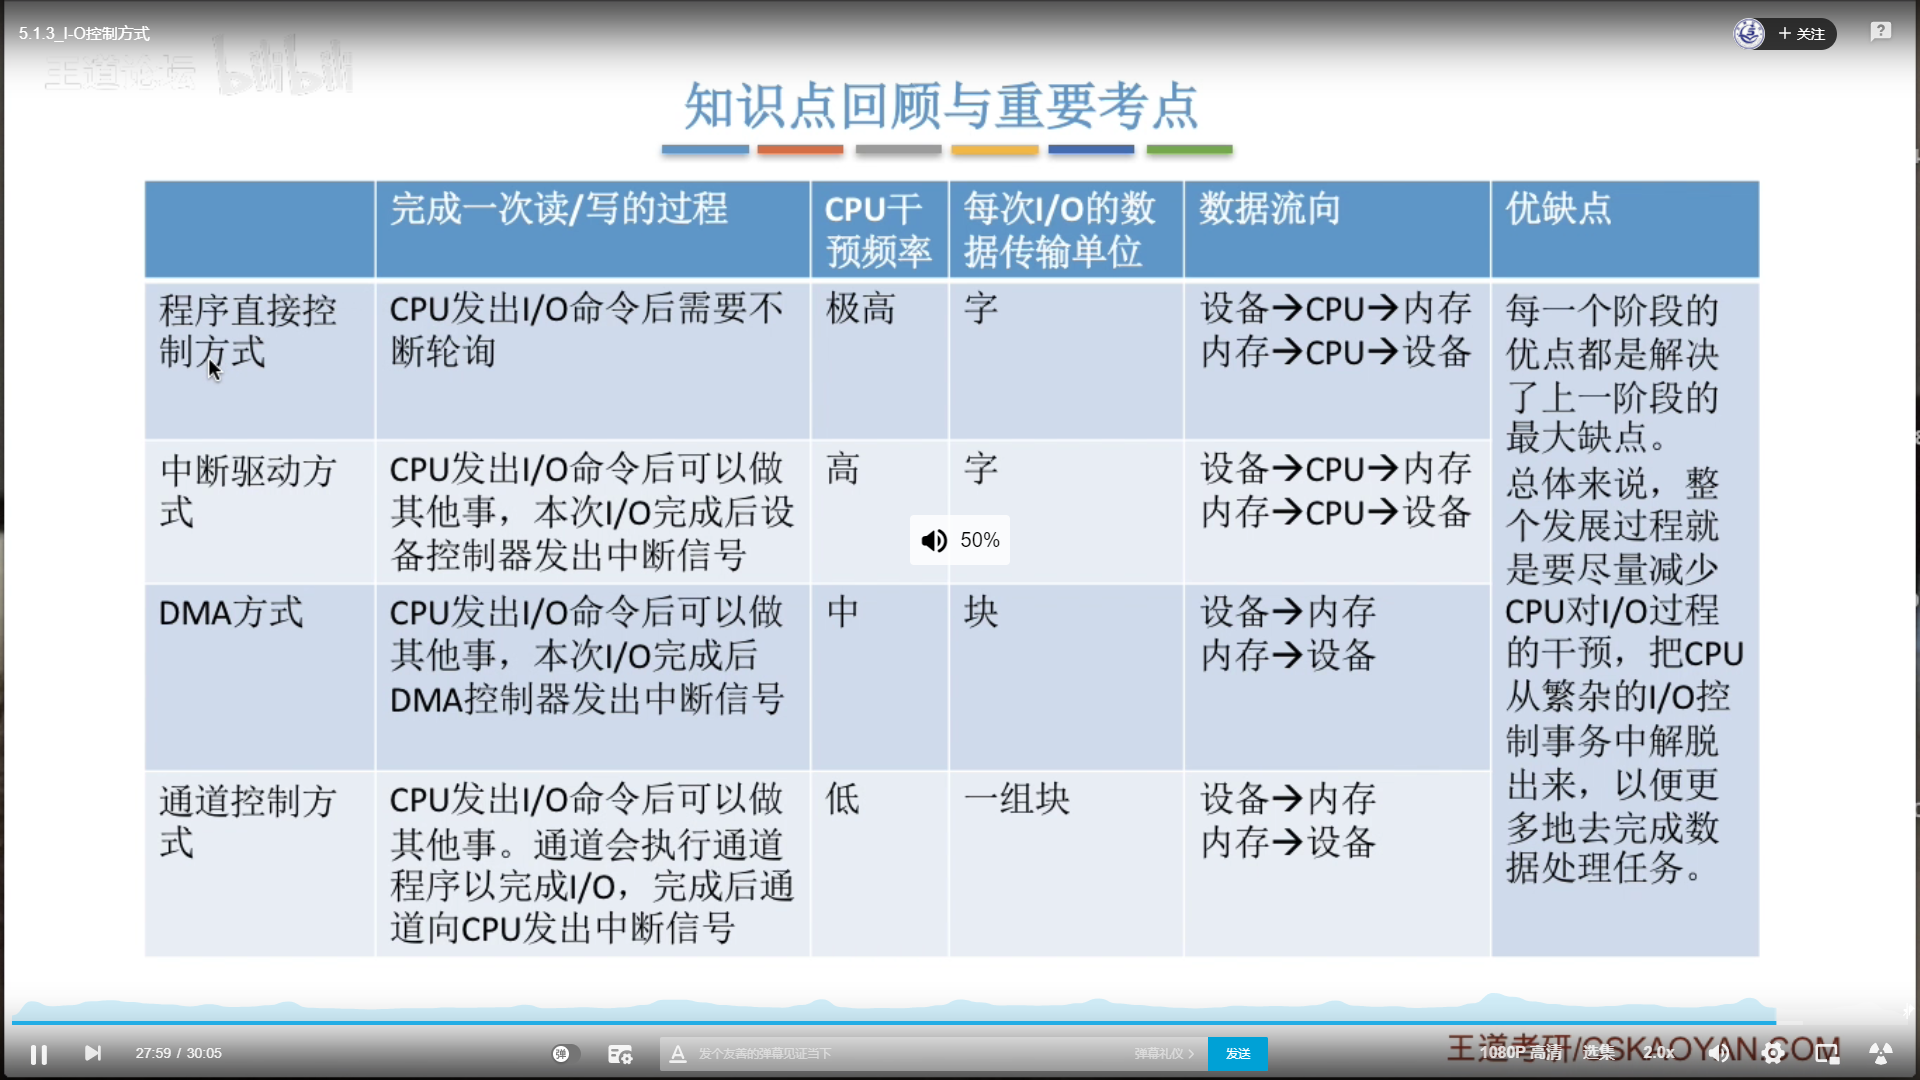 5.1.3_I-O控制方式
关注
王道论坛 bilibili
知识点回顾与重要考点
完成一次读/写的过程
CPU干
预频率
每次I/O的数
据传输单位
数据流向
优缺点
程序直接控
制方式
CPU发出I/O命令后需要不
断轮询
极高
字
设备→CPU→内存
内存→CPU→设备
每一个阶段的
优点都是解决
了上一阶段的
最大缺点。
总体来说，整
个发展过程就
是要尽量减少
CPU对I/O过程
的干预，把CPU
从繁杂的I/O控
制事务中解脱
出来，以便更
多地去完成数
据处理任务。
中断驱动方
式
CPU发出I/O命令后可以做
其他事，本次I/O完成后设
备控制器发出中断信号
高
字
设备→CPU→内存
内存→CPU→设备
50%
DMA方式
CPU发出I/O命令后可以做
其他事，本次I/O完成后
DMA控制器发出中断信号
中
块
设备→内存
内存→设备
通道控制方
式
CPU发出I/O命令后可以做
其他事。通道会执行通道
程序以完成I/O，完成后通
道向CPU发出中断信号
低
一组块
设备→内存
内存→设备
27:59 / 30:05
弹
发个友善的弹幕见证当下
弹幕礼仪
发送
王道考研/CSKAOYAN.COM
1080P 高清
选集
2.0x